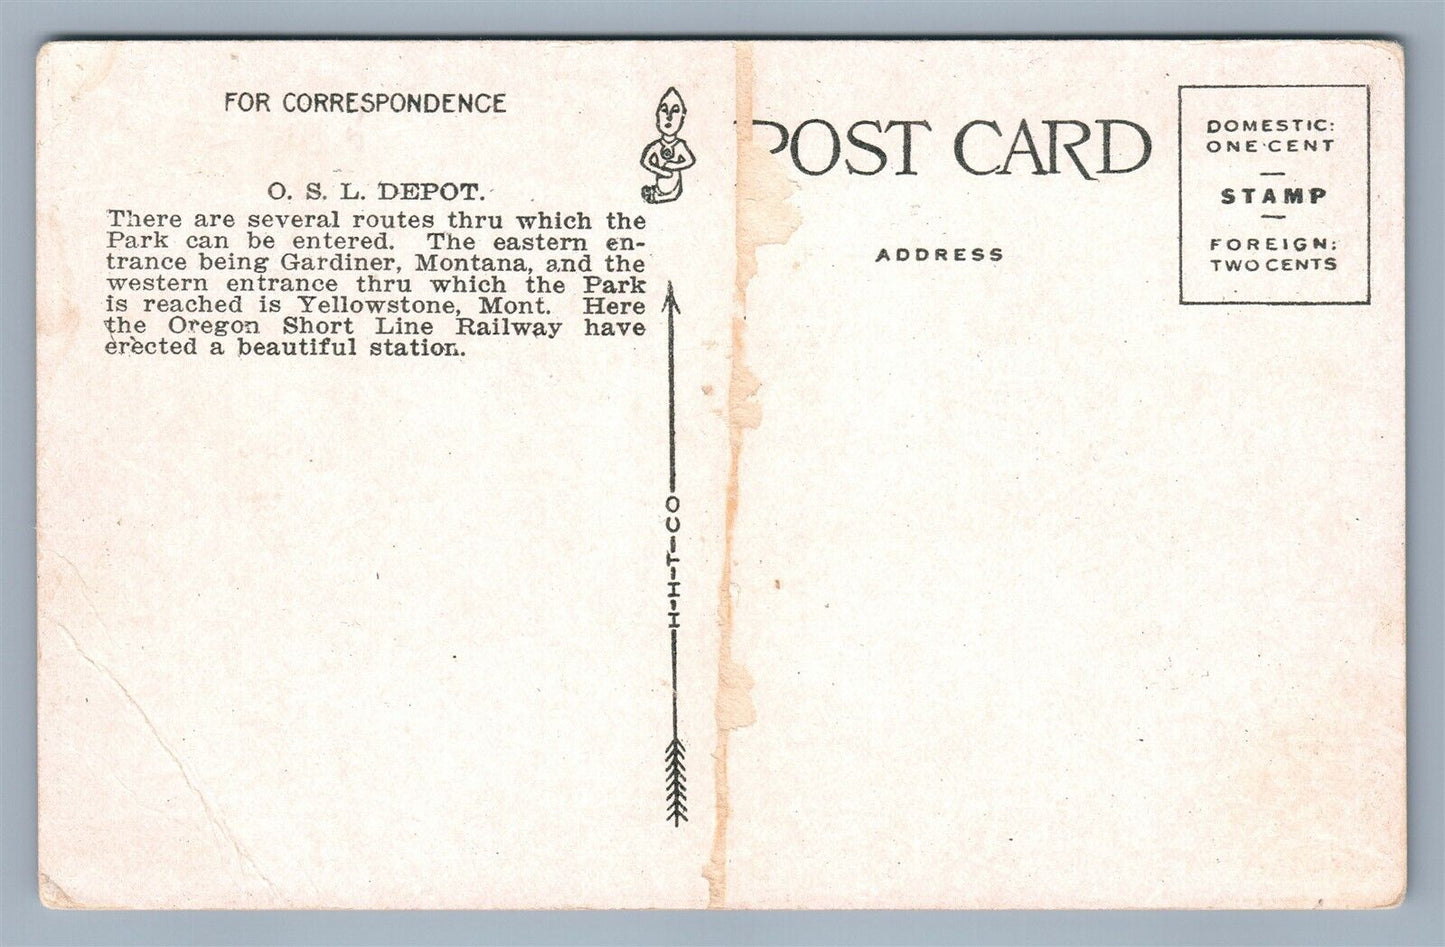 FOR CORRESPONDENCE
O. S. L. DEPOT.
There are several routes thru which the
Park can be entered. The eastern en-
trance being Gardiner, Montana, and the
western entrance thru which the Park
is reached is Yellowstone, Mont. Here
the Oregon Short Line Railway have
erected a beautiful station.
POST CARD
ADDRESS
DOMESTIC:
ONE CENT
STAMP
FOREIGN:
TWO CENTS